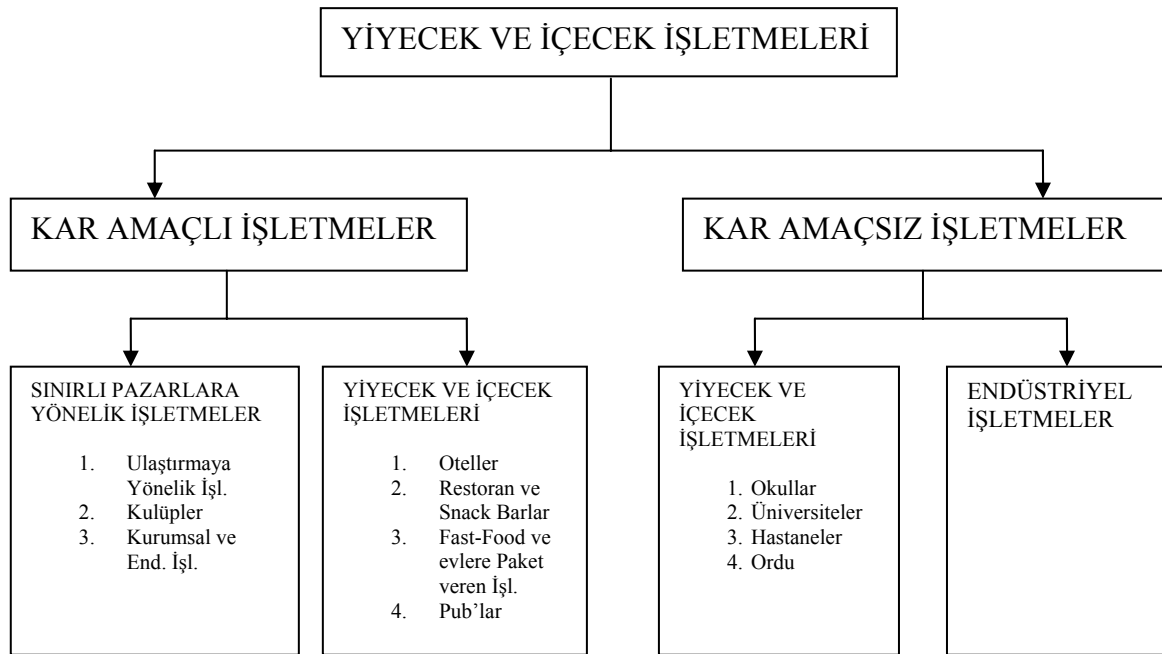 YİYECEK VE İÇECEK İŞLETMELERİ
KAR AMAÇLI İŞLETMELER
KAR AMAÇSIZ İŞLETMELER
SINIRLI PAZARLARA
YÖNELİK İŞLETMELER
1. Ulaştırmaya
Yönelik İşl.
2. Kulüpler
3. Kurumsal ve
End. İşl.
YİYECEK VE İÇECEK
İŞLETMELERİ
1. Oteller
2. Restoran ve
Snack Barlar
3. Fast-Food ve
evlere Paket
veren İşl.
4. Pub’lar
YİYECEK VE
İÇECEK
İŞLETMELERİ
1. Okullar
2. Üniversiteler
3. Hastaneler
4. Ordu
ENDÜSTRİYEL
İŞLETMELER